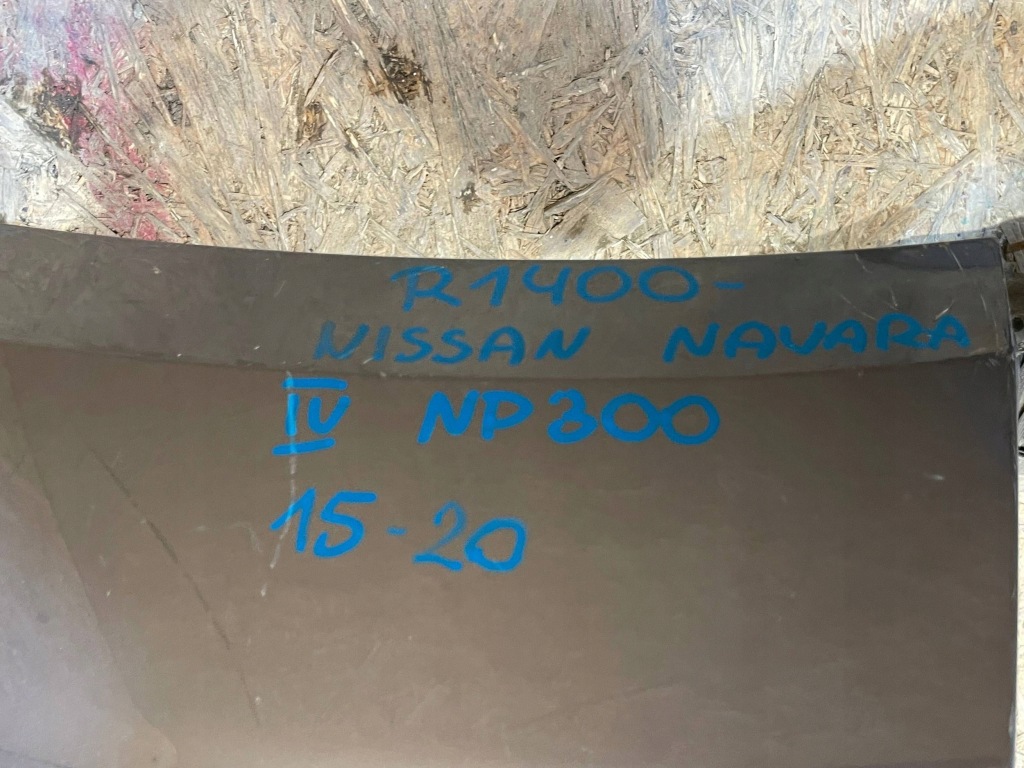 R1400-
NISSAN NAVARA
IV NP300
15-20